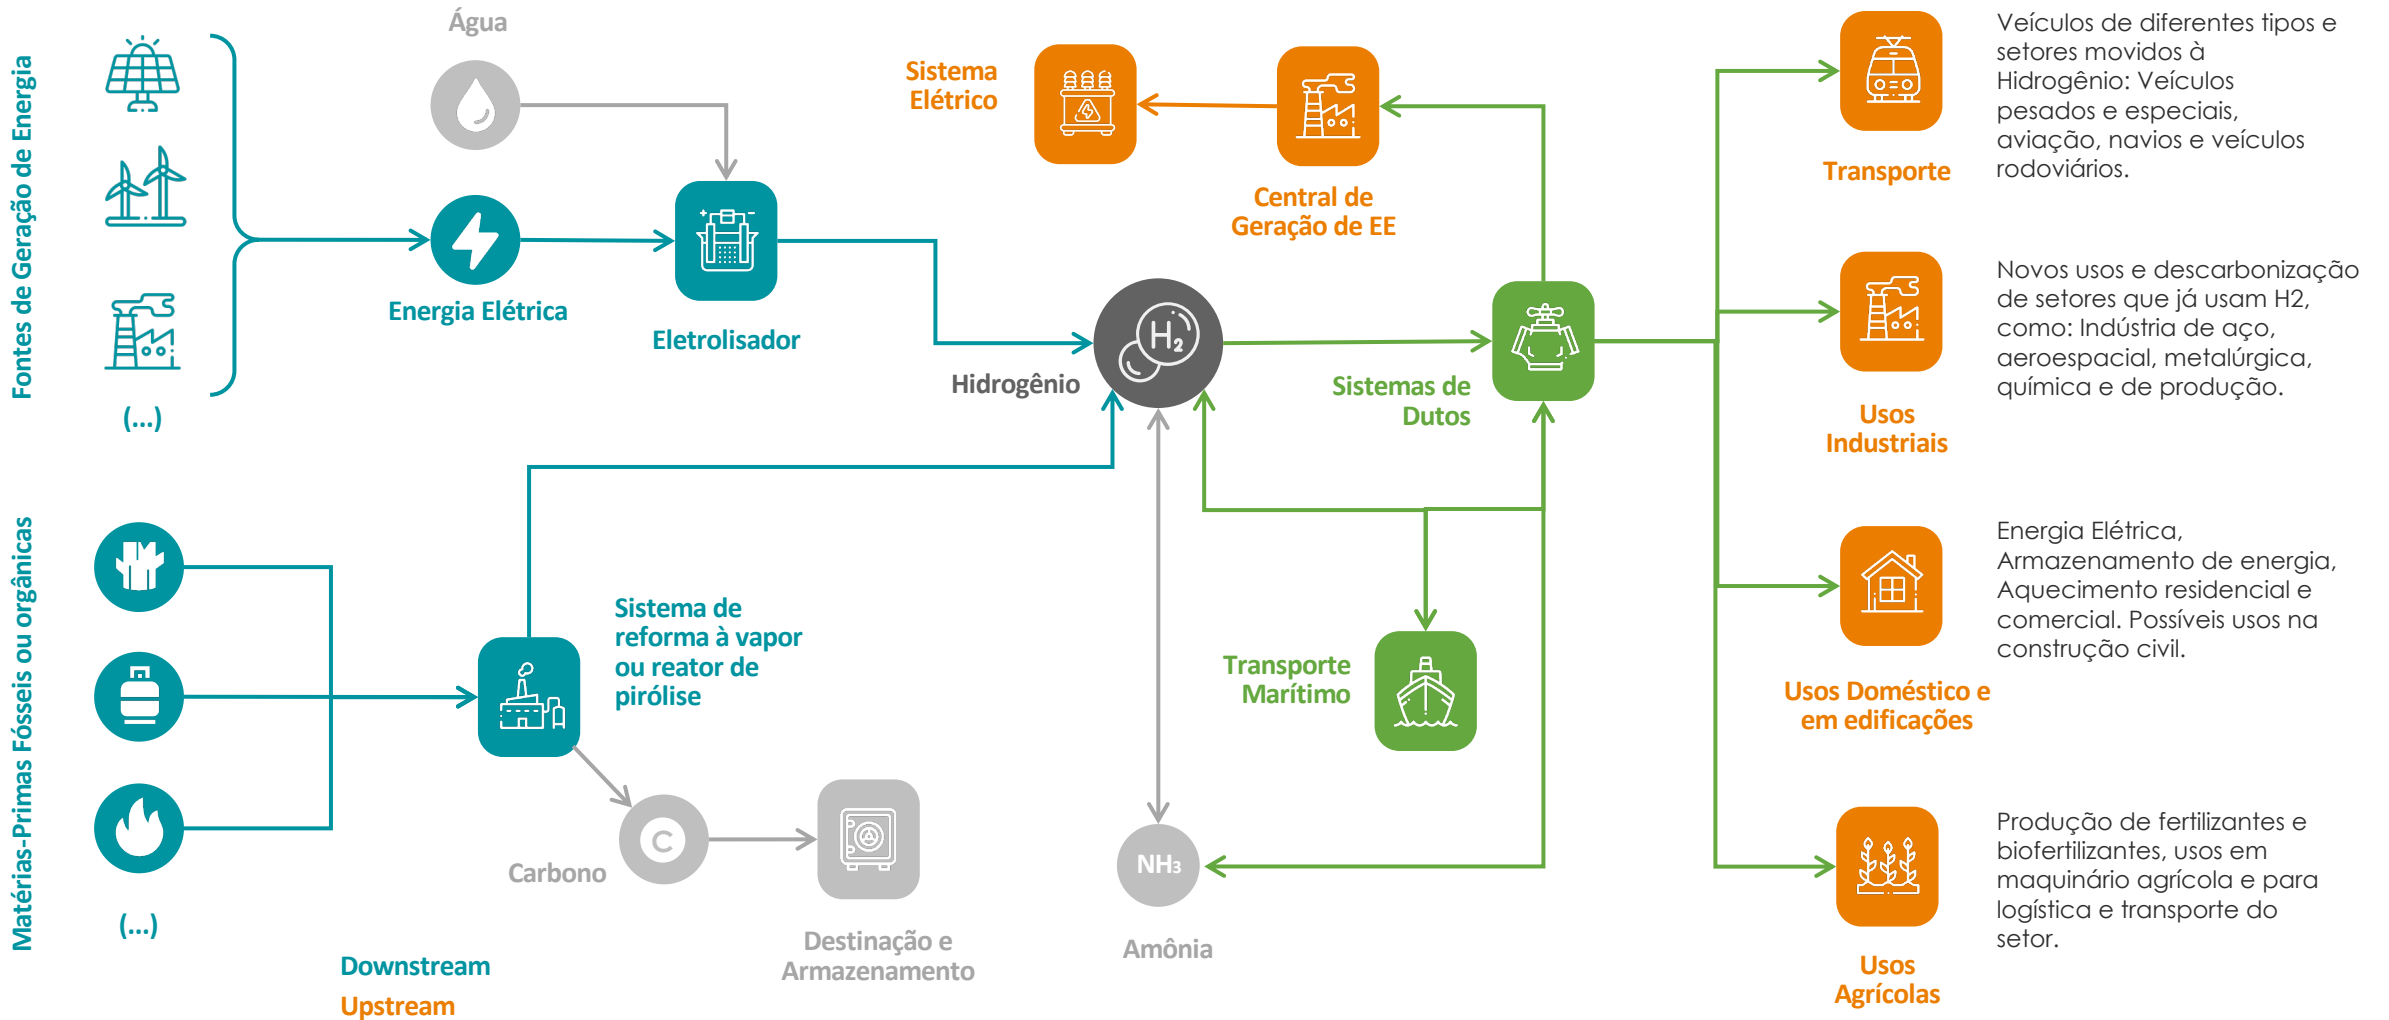 Fontes de Geração de Energia
(...)
Água
Energia Elétrica
Eletrolisador
Sistema
Elétrico
Central de
Geração de EE
H2
Hidrogênio
Sistemas de
Dutos
Transporte
Veículos de diferentes tipos e
setores movidos à
Hidrogênio: Veículos
pesados e especiais,
aviação, navios e veículos
rodoviários.
Usos
Industriais
Novos usos e descarbonização
de setores que já usam H2,
como: Indústria de aço,
aeroespacial, metalúrgica,
química e de produção.
Matérias-Primas Fósseis ou orgânicas
(...)
Sistema de
reforma à vapor
ou reator de
pirólise
C
Carbono
Destinação e
Armazenamento
NH3
Amônia
Transporte
Marítimo
Usos Doméstico e
em edificações
Energia Elétrica,
Armazenamento de energia,
Aquecimento residencial e
comercial. Possíveis usos na
construção civil.
Usos
Agrícolas
Produção de fertilizantes e
biofertilizantes, usos em
maquinário agrícola e para
logística e transporte do
setor.
Downstream
Upstream